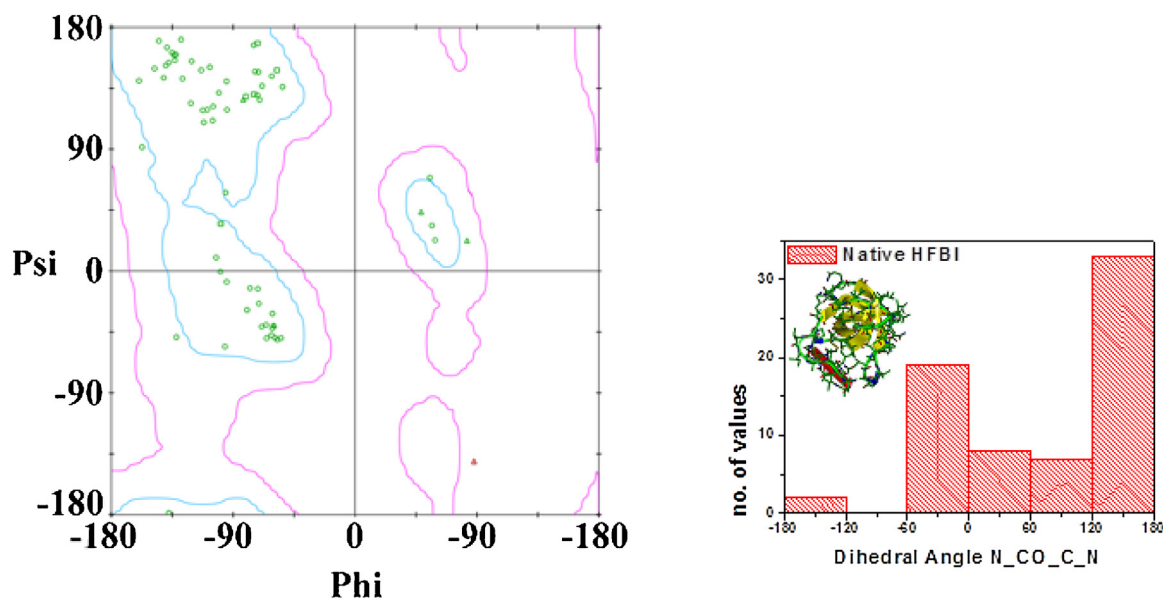 180
90
Psi
0
-90
-180
-180 -90 0 -90 -180
Phi
Native HFBI
30
20
10
0
no. of values
-180 -120 -60 0 60 120 180
Dihedral Angle N_CO_C_N